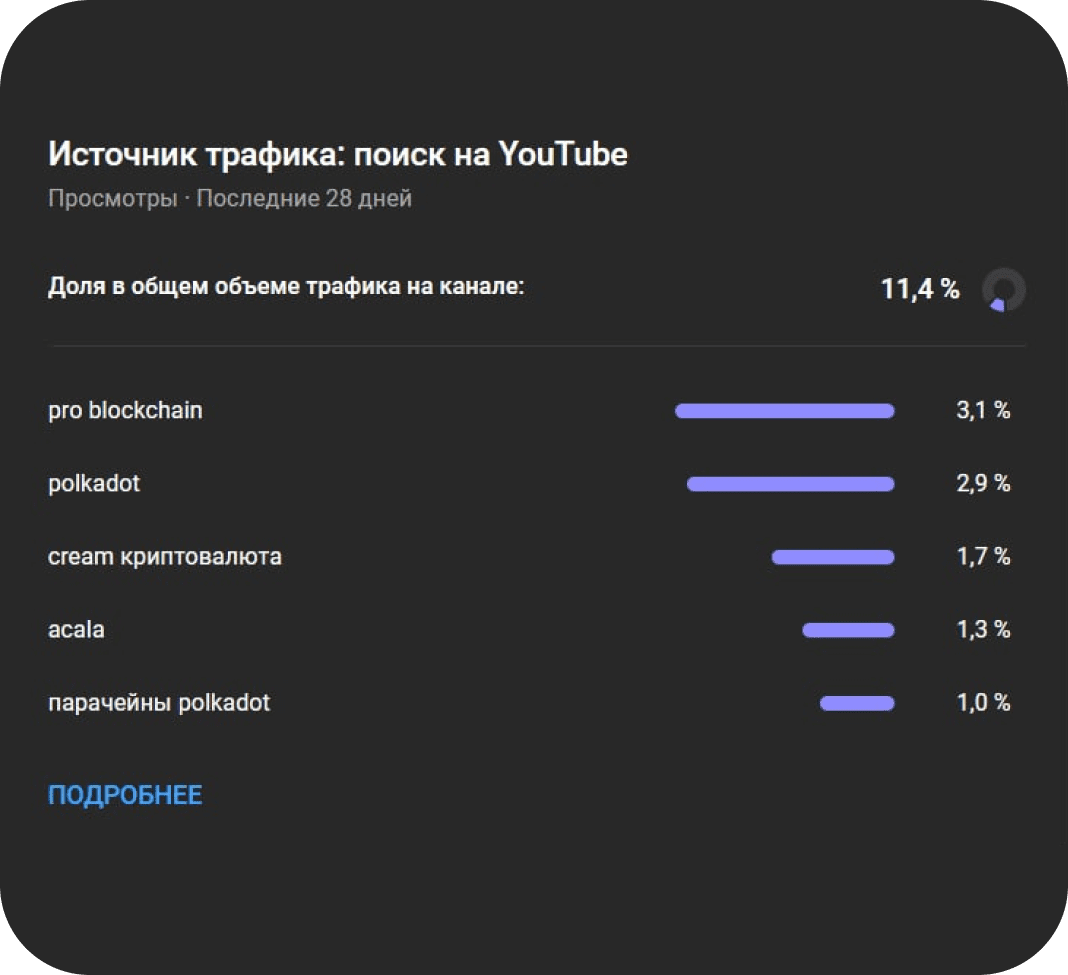 Источник трафика: поиск на YouTube
Просмотры · Последние 28 дней
Доля в общем объеме трафика на канале: 11,4 %
pro blockchain 3,1 %
polkadot 2,9 %
cream криптовалюта 1,7 %
acala 1,3 %
парачейны polkadot 1,0 %
ПОДРОБНЕЕ